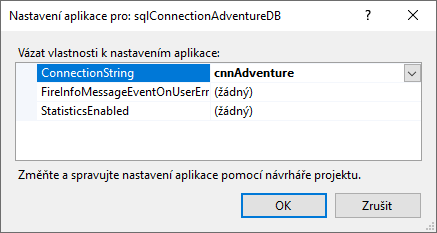 Nastavení aplikace pro: sqlConnectionAdventureDB
Vázat vlastnosti k nastavením aplikace:
ConnectionString cnnAdventure
FireInfoMessageEventOnUserErr (žádný)
StatisticsEnabled (žádný)
Změňte a spravujte nastavení aplikace pomocí návrháře projektu.
OK Zrušit